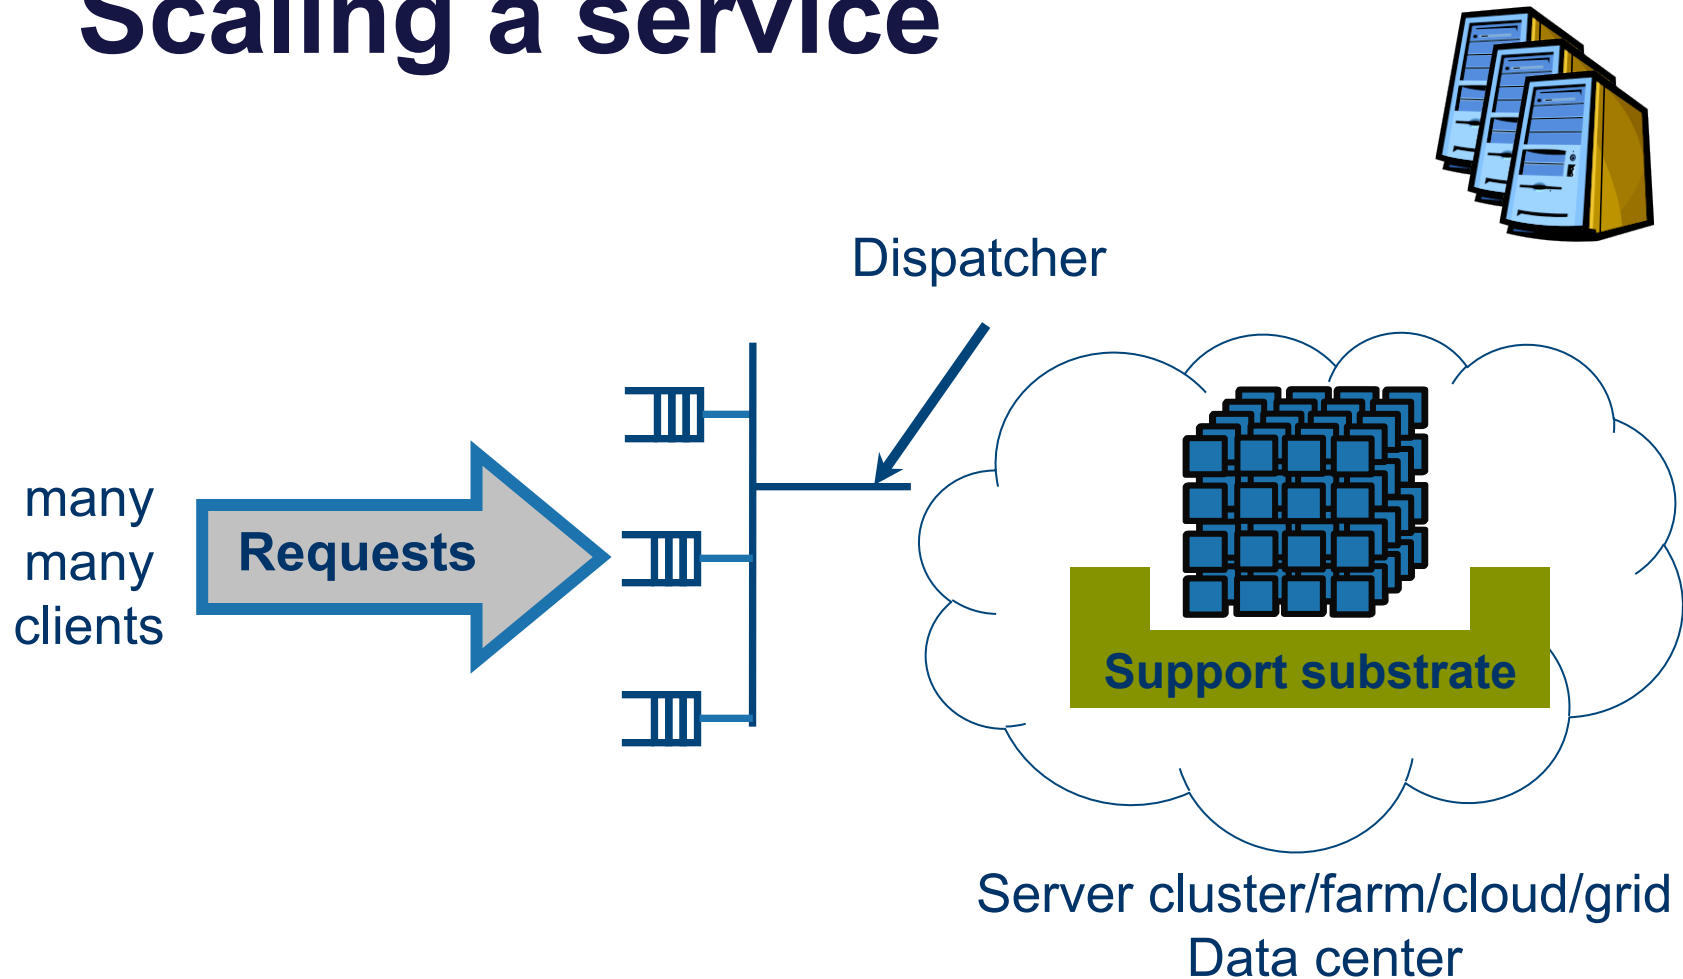 Scaling a service
Dispatcher
many
many
clients
Requests
Support substrate
Server cluster/farm/cloud/grid
Data center